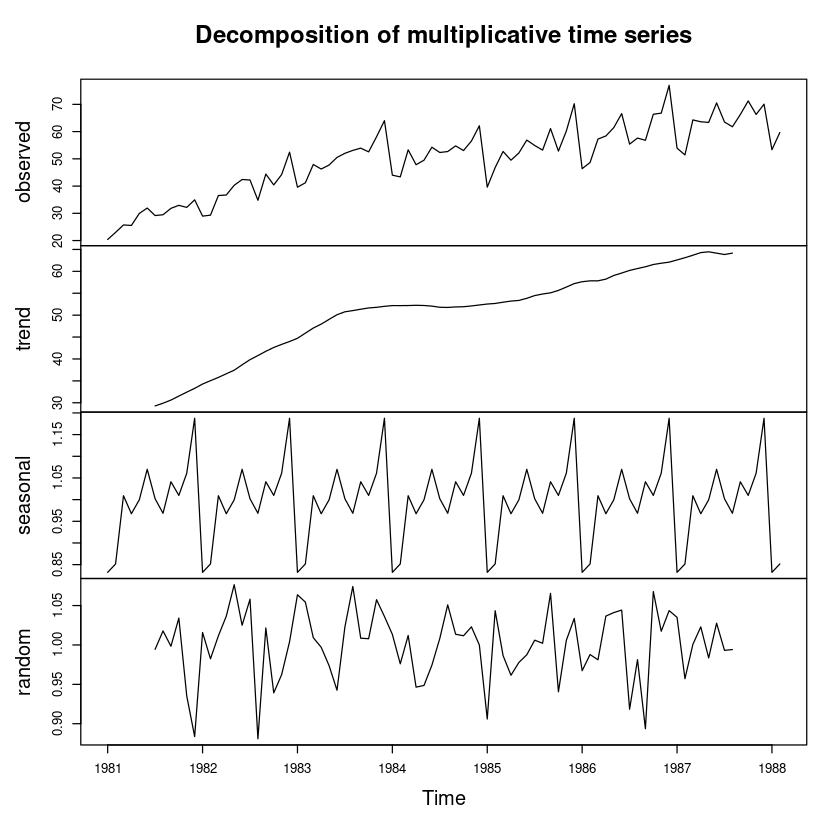 Decomposition of multiplicative time series
observed
20 30 40 50 60 70
trend
30 40 50 60
seasonal
0.85 0.95 1.05 1.15
random
0.90 0.95 1.00 1.05
1981 1982 1983 1984 1985 1986 1987 1988
Time